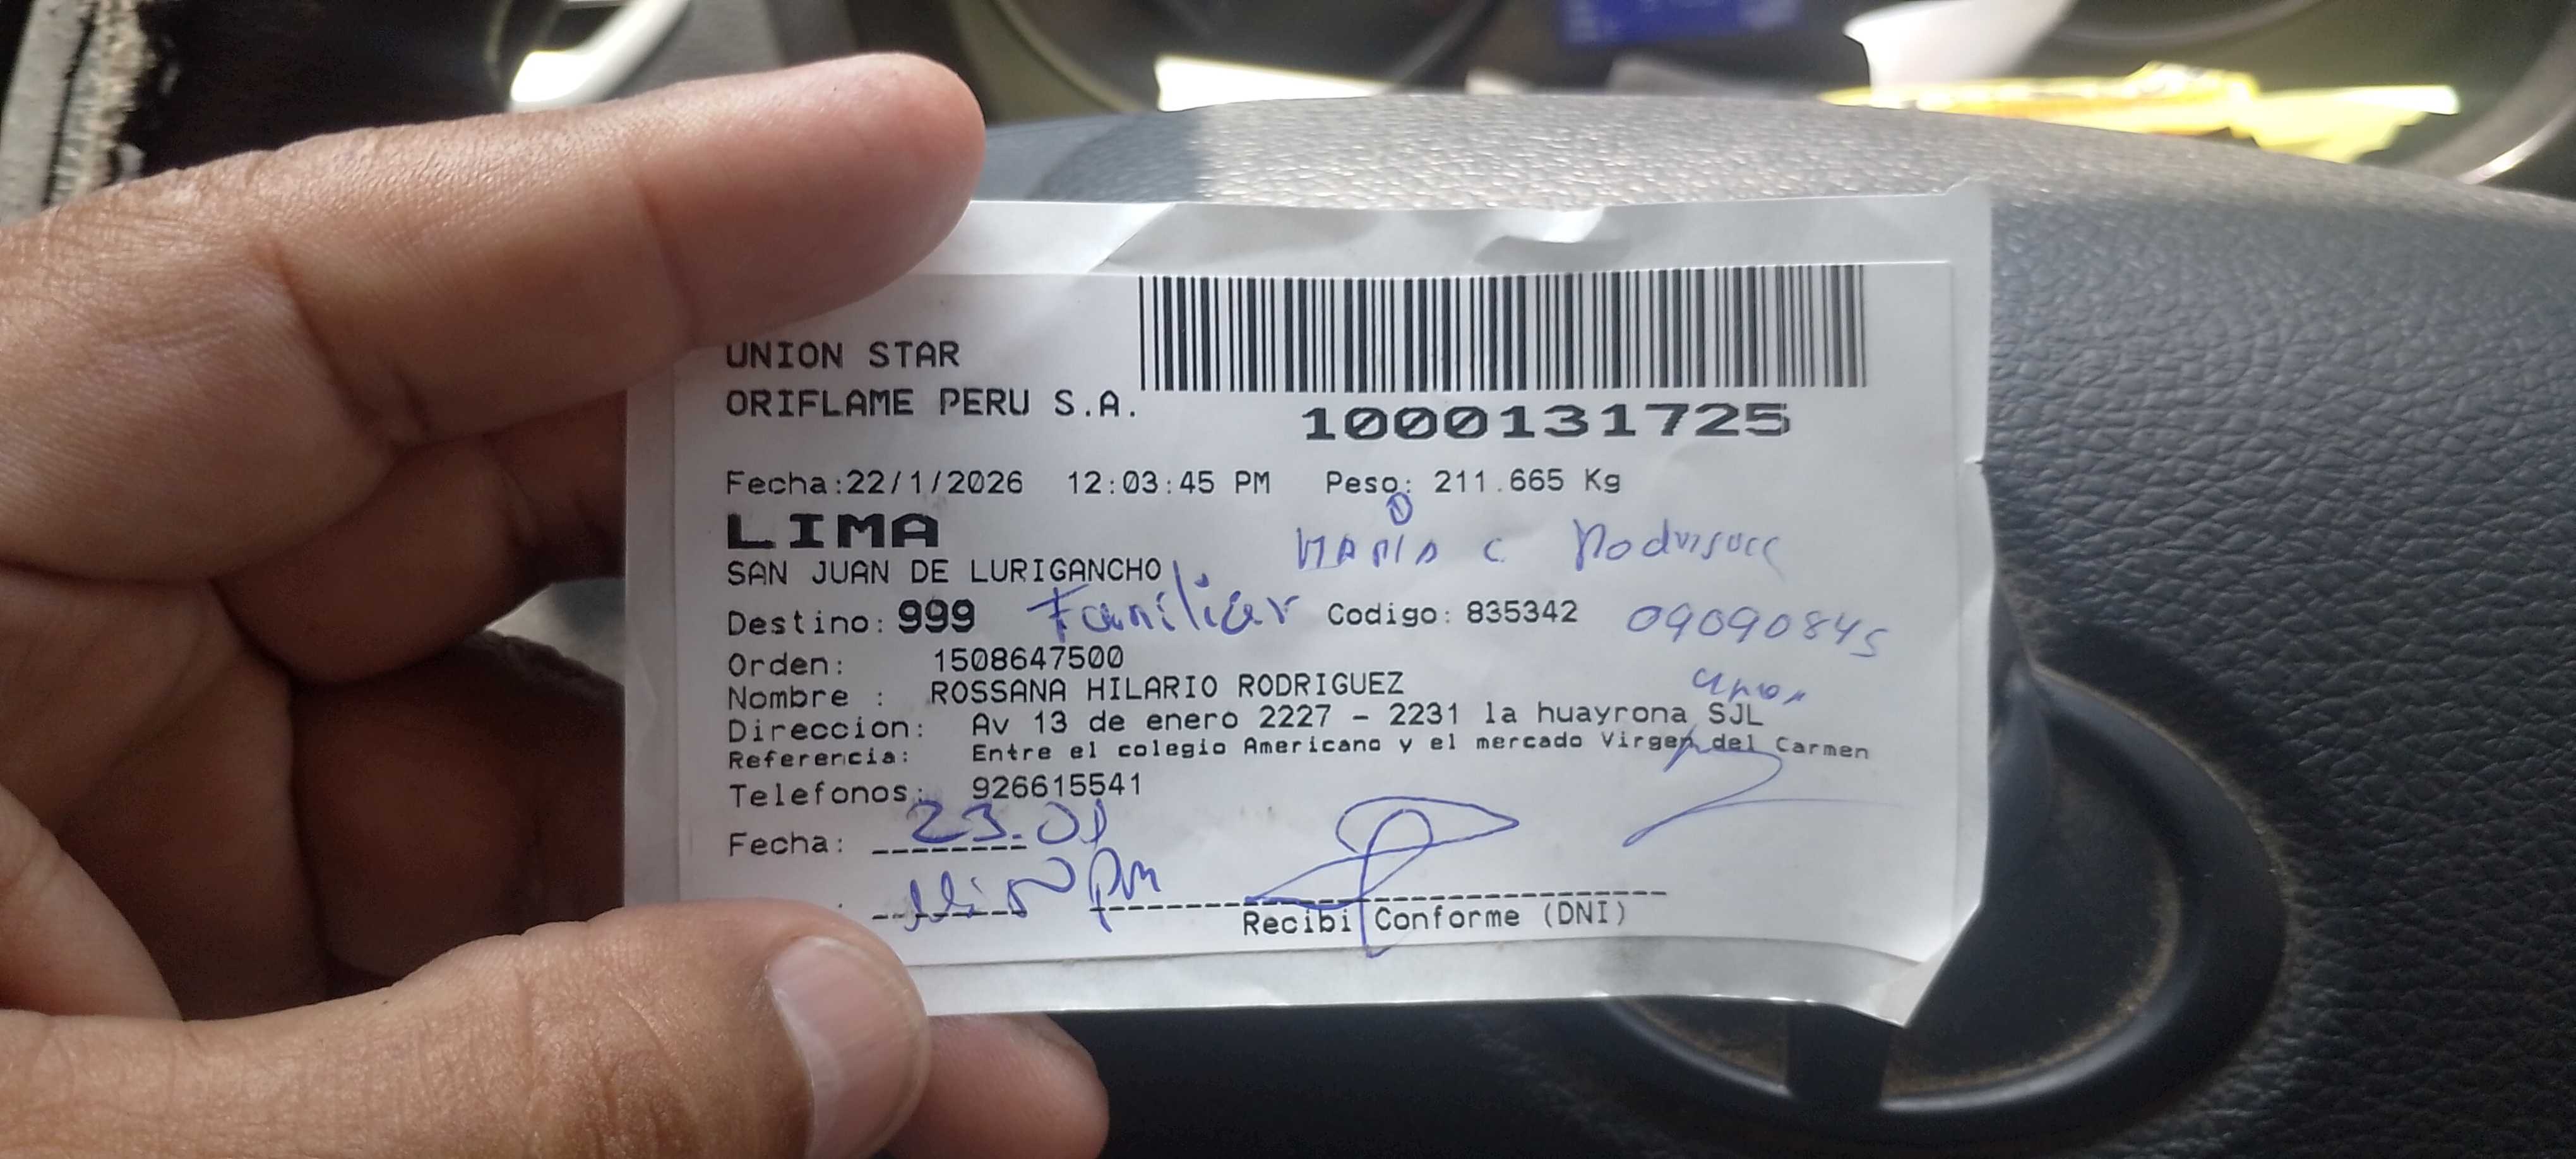 UNION STAR
ORIFLAME PERU S.A.
1000131725
Fecha:22/1/2026 12:03:45 PM Peso: 211.665 Kg
LIMA
SAN JUAN DE LURIGANCHO
Destino: 999 Familiar Codigo: 835342 09090845
Orden: 1508647500
Nombre : ROSSANA HILARIO RODRIGUEZ
Direccion: Av 13 de enero 2227 - 2231 la huayrona SJL
Referencia: Entre el colegio Americano y el mercado Virgen del Carmen
Telefonos: 926615541
Fecha: 23.01
pm
Recibi Conforme (DNI)